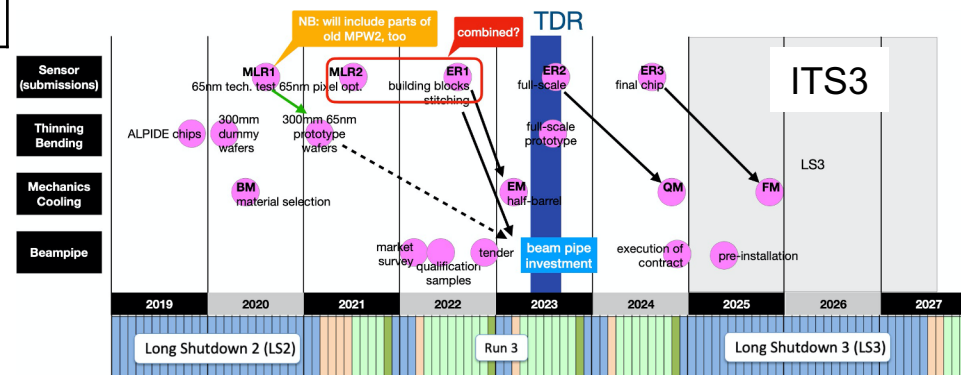 TDR
NB: will include parts of
old MPW2, too
combined?
ITS3
Sensor
(submissions)
MLR1
65nm tech. test
MLR2
65nm pixel opt.
ER1
building blocks
stitching
ER2
full-scale
ER3
final chip
Thinning
Bending
ALPIDE chips
300mm
dummy
wafers
300mm 65nm
prototype
wafers
full-scale
prototype
LS3
Mechanics
Cooling
BM
material selection
EM
half-barrel
QM
FM
Beampipe
market
survey
qualification
samples
tender
beam pipe
investment
execution of
contract
pre-installation
2019
2020
2021
2022
2023
2024
2025
2026
2027
Long Shutdown 2 (LS2)
Run 3
Long Shutdown 3 (LS3)